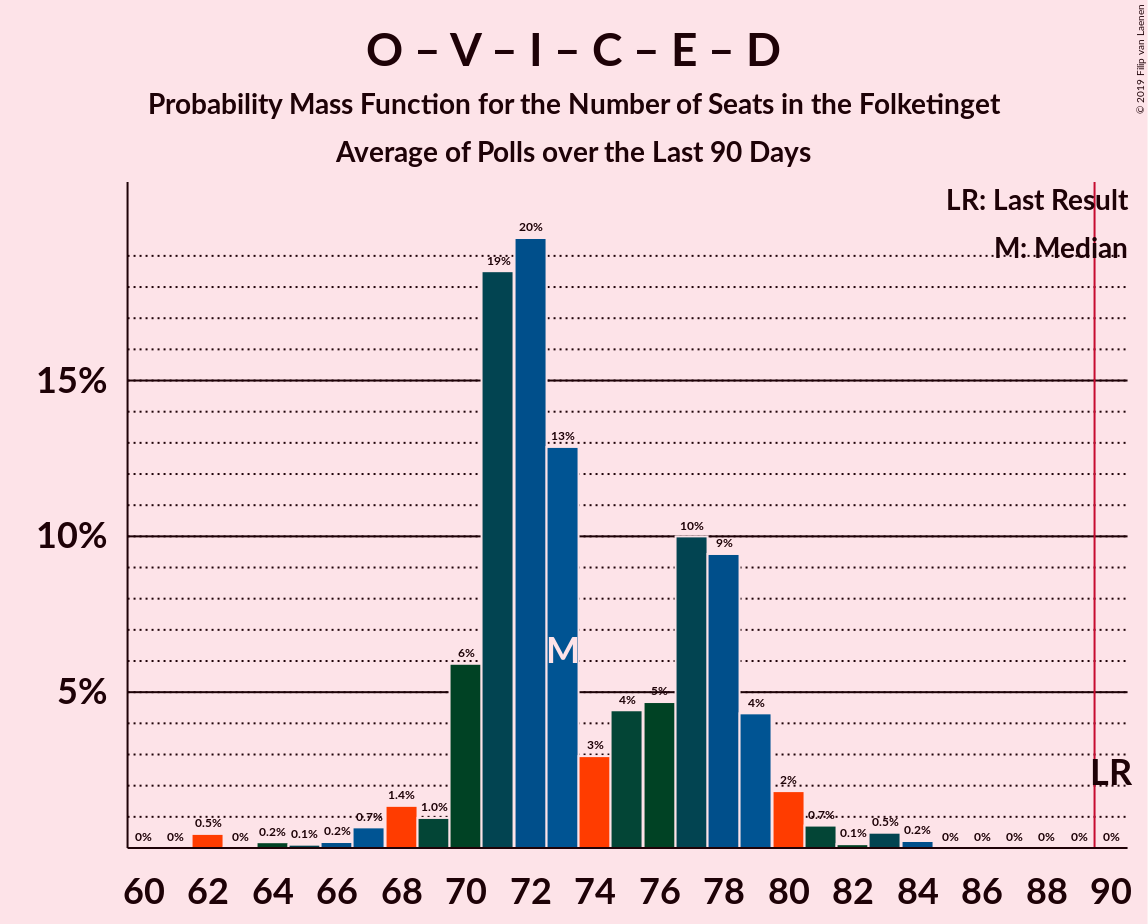 O – V – I – C – E – D
Probability Mass Function for the Number of Seats in the Folketinget
Average of Polls over the Last 90 Days
© 2019 Filip van Laenen
LR: Last Result
M: Median
20%
19%
15%
13%
10%
10%
9%
M
6%
5%
5%
4%
4%
3%
LR
2%
1.4%
1.0%
0.7%
0.7%
0.5%
0.5%
0% 0% 0% 0.2% 0.1% 0.2% 0.1% 0.2% 0% 0% 0% 0% 0% 0%
60 62 64 66 68 70 72 74 76 78 80 82 84 86 88 90